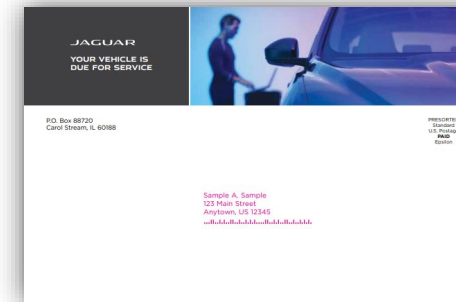 JAGUAR
YOUR VEHICLE IS
DUE FOR SERVICE
P.O. Box 88720
Carol Stream, IL 60188
PRESORTED
Standard
U.S. Postage
PAID
Epsilon
Sample A. Sample
123 Main Street
Anytown, US 12345